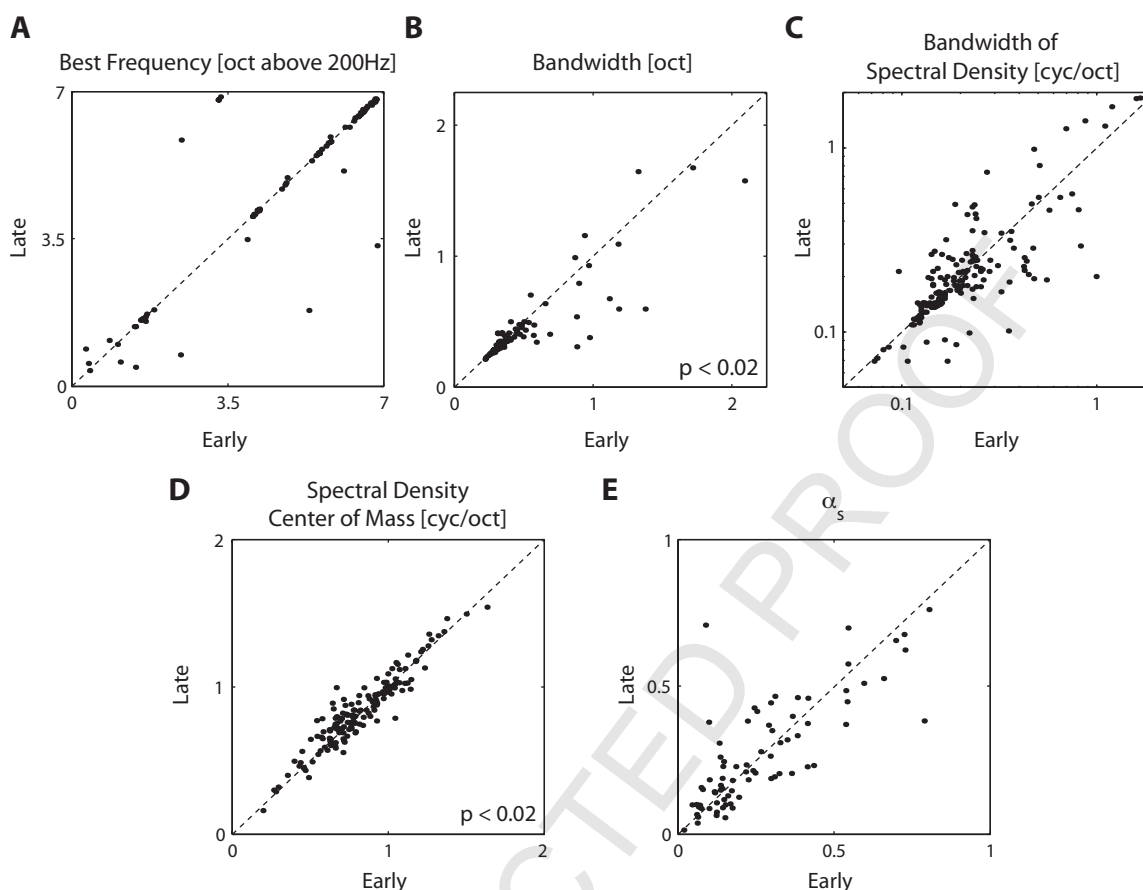 A
Best Frequency [oct above 200Hz]
7
3.5
0
0
3.5
7
Late
Early
B
Bandwidth [oct]
2
1
0
0
1
2
Late
Early
p < 0.02
C
Bandwidth of
Spectral Density [cyc/oct]
1
0.1
0.1
1
Late
Early
D
Spectral Density
Center of Mass [cyc/oct]
2
1
0
0
1
2
Late
Early
p < 0.02
E
αs
1
0.5
0
0
0.5
1
Late
Early
CTED PROOF